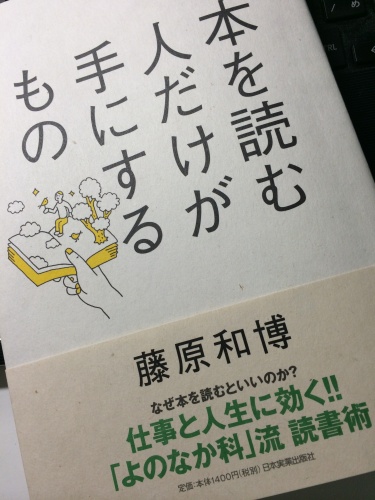 本を読む
人だけが
手にする
もの
藤原和博
なぜ本を読むといいのか?
仕事と人生に効く!!
「よのなか科」流 読書術
定価:本体1400円(税別) 日本実業出版社